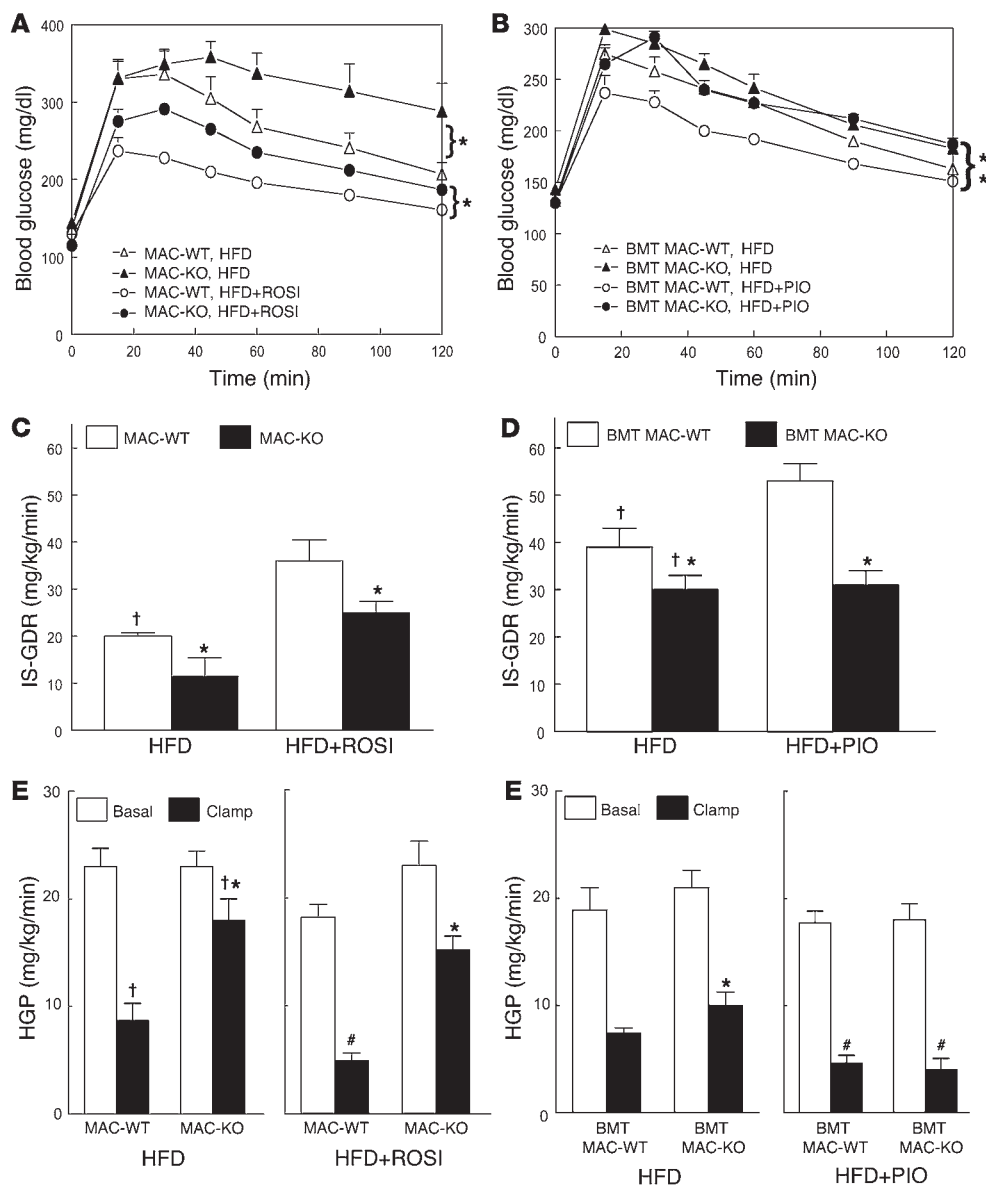 A
400
300
200
100
0
Blood glucose (mg/dl)
} *
} *
MAC-WT, HFD
MAC-KO, HFD
MAC-WT, HFD+ROSI
MAC-KO, HFD+ROSI
0 20 40 60 80 100 120
Time (min)
B
300
250
200
150
100
50
0
Blood glucose (mg/dl)
} *
*
BMT MAC-WT, HFD
BMT MAC-KO, HFD
BMT MAC-WT, HFD+PIO
BMT MAC-KO, HFD+PIO
0 20 40 60 80 100 120
Time (min)
C
MAC-WT MAC-KO
60
50
40
30
20
10
0
IS-GDR (mg/kg/min)
† * *
HFD HFD+ROSI
D
BMT MAC-WT BMT MAC-KO
60
50
40
30
20
10
0
IS-GDR (mg/kg/min)
† †* *
HFD HFD+PIO
E
Basal Clamp
30
20
10
0
HGP (mg/kg/min)
† †* # *
MAC-WT MAC-KO MAC-WT MAC-KO
HFD HFD+ROSI
E
Basal Clamp
30
20
10
0
HGP (mg/kg/min)
* # #
BMT BMT BMT BMT
MAC-WT MAC-KO MAC-WT MAC-KO
HFD HFD+PIO